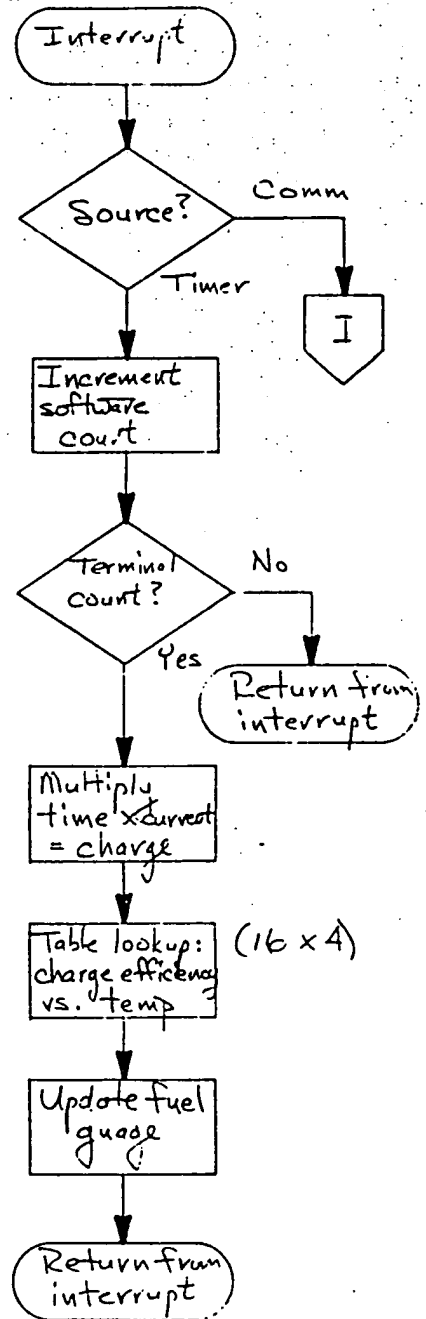 Interrupt
Source?
Comm
Timer
I
Increment
software
count
Terminal
count?
No
Yes
Return from
interrupt
Multiply
time x current
= charge
Table lookup:
(16 x 4)
charge efficiency
vs. temp
Update fuel
guage
Return from
interrupt